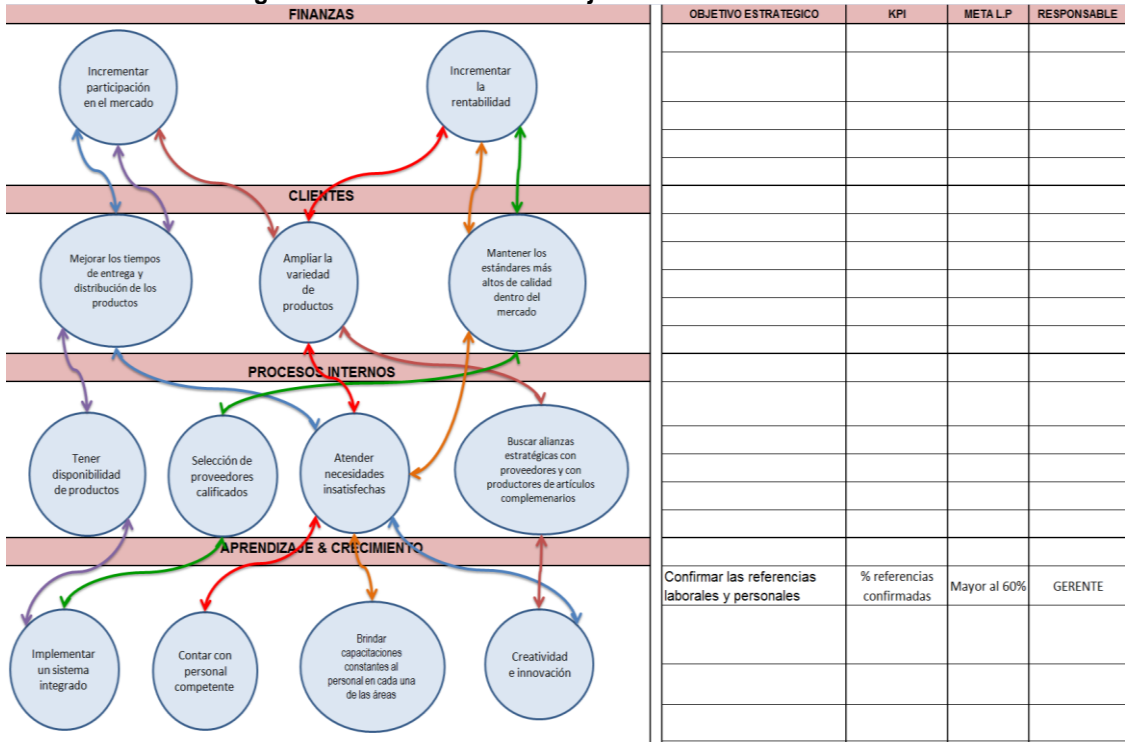 FINANZAS
OBJETIVO ESTRATEGICO
KPI
META L.P
RESPONSABLE
Incrementar
participación
en el mercado
Incrementar
la
rentabilidad
CLIENTES
Mejorar los tiempos
de entrega y
distribución de los
productos
Ampliar la
variedad
de
productos
Mantener los
estándares más
altos de calidad
dentro del
mercado
PROCESOS INTERNOS
Tener
disponibilidad
de productos
Selección de
proveedores
calificados
Atender
necesidades
insatisfechas
Buscar alianzas
estratégicas con
proveedores y con
productores de artículos
complemenarios
APRENDIZAJE & CRECIMIENTO
Confirmar las referencias
laborales y personales
% referencias
confirmadas
Mayor al 60%
GERENTE
Implementar
un sistema
integrado
Contar con
personal
competente
Brindar
capacitaciones
constantes al
personal en cada una
de las áreas
Creatividad
e innovación